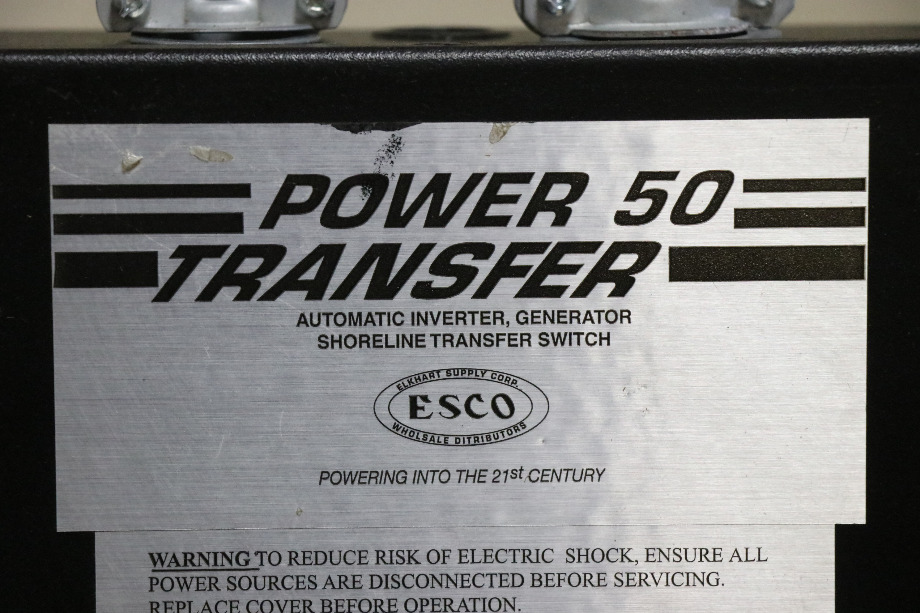 POWER 50
TRANSFER
AUTOMATIC INVERTER, GENERATOR
SHORELINE TRANSFER SWITCH
ELKHART SUPPLY CORP.
ESCO
WHOLSALE DITRIBUTORS
POWERING INTO THE 21st CENTURY
WARNING TO REDUCE RISK OF ELECTRIC SHOCK, ENSURE ALL
POWER SOURCES ARE DISCONNECTED BEFORE SERVICING.
REPLACE COVER BEFORE OPERATION.